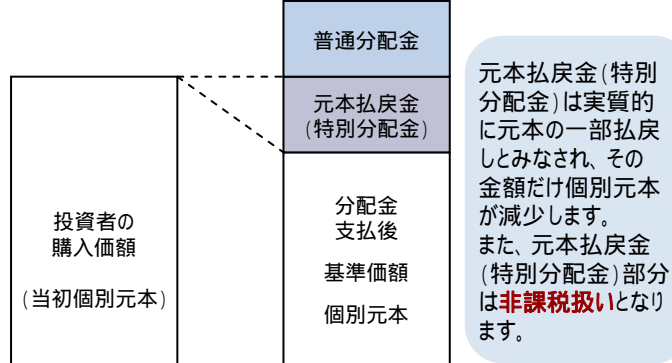 普通分配金
元本払戻金
(特別分配金)
投資者の
購入価額
(当初個別元本)
分配金
支払後
基準価額
個別元本
元本払戻金(特別
分配金)は実質的
に元本の一部払戻
しとみなされ、その
金額だけ個別元本
が減少します。
また、元本払戻金
(特別分配金)部分
は非課税扱いとなり
ます。